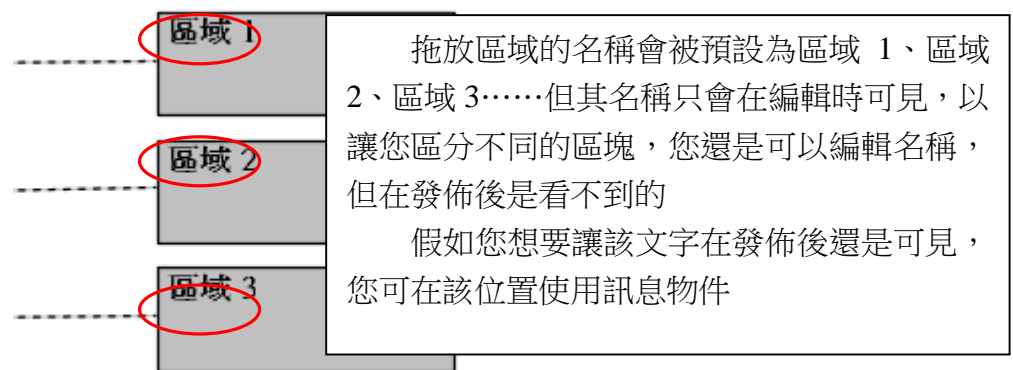 區域 1
區域 2
區域 3
拖放區域的名稱會被預設為區域 1、區域
2、區域 3……但其名稱只會在編輯時可見，以
讓您區分不同的區塊，您還是可以編輯名稱，
但在發佈後是看不到的
假如您想要讓該文字在發佈後還是可見，
您可在該位置使用訊息物件